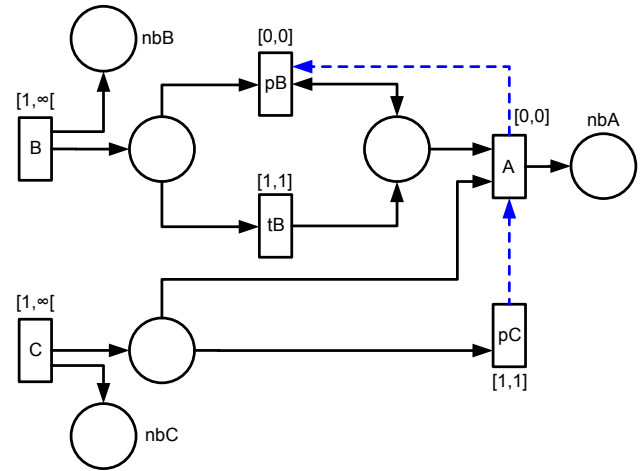 nbB
[0,0]
pB
[1,∞[
B
[0,0]
nbA
A
[1,1]
tB
[1,∞[
C
pC
[1,1]
nbC